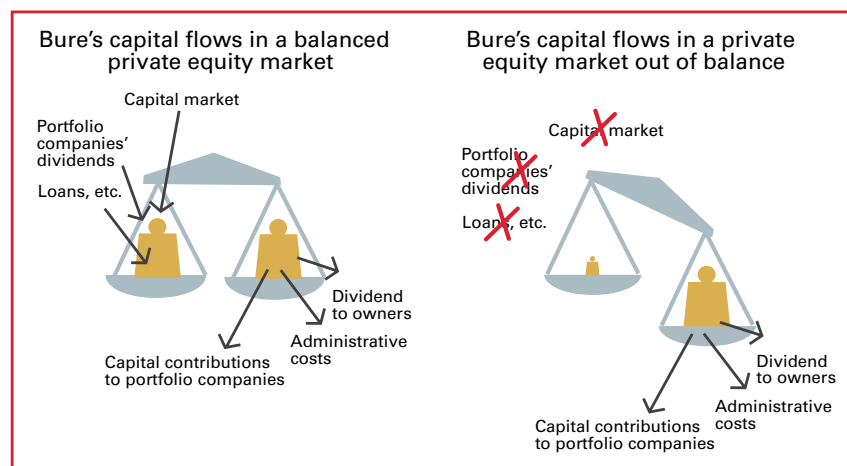 Bure's capital flows in a balanced
private equity market
Capital market
Portfolio
companies'
dividends
Loans, etc.
Dividend
to owners
Administrative
costs
Capital contributions
to portfolio companies
Bure's capital flows in a private
equity market out of balance
Capital market
Portfolio
companies'
dividends
Loans, etc.
Dividend
to owners
Administrative
costs
Capital contributions
to portfolio companies